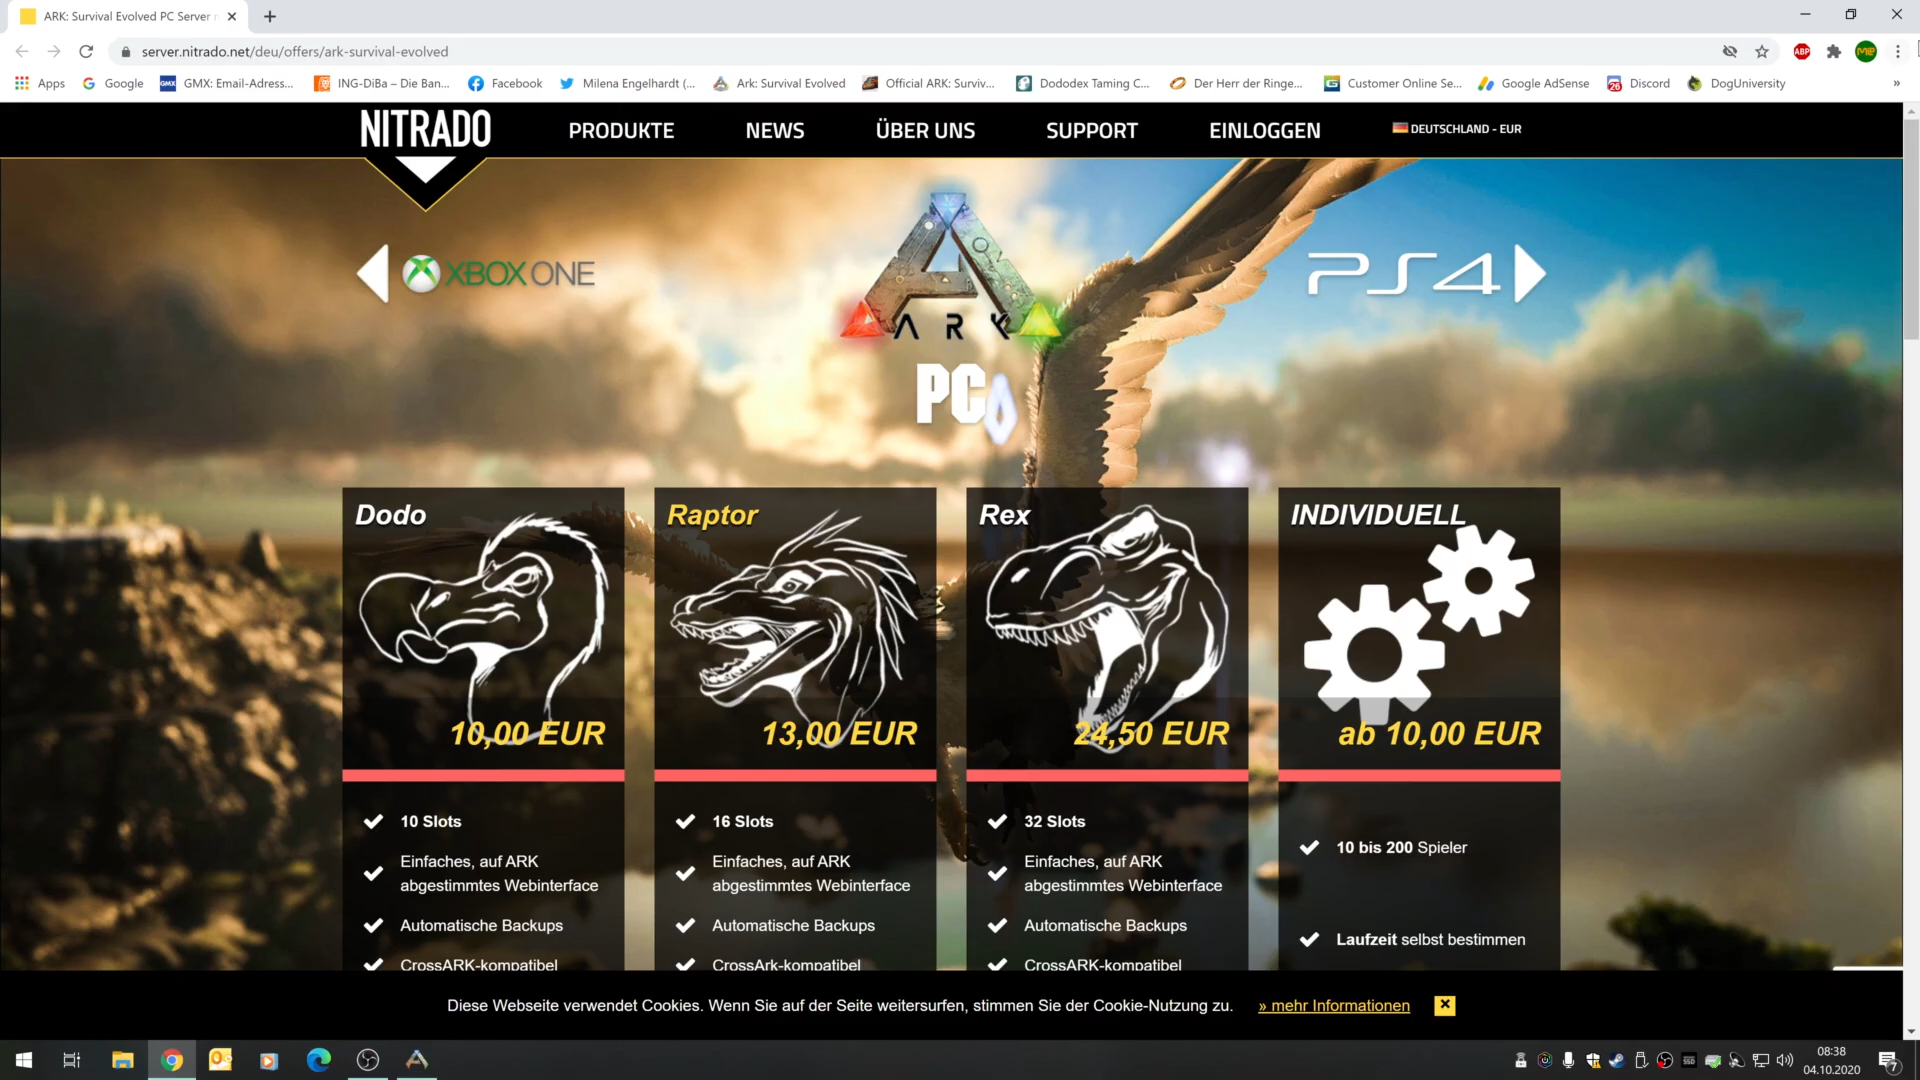 ARK: Survival Evolved PC Server
server.nitrado.net/deu/offers/ark-survival-evolved
Apps
Google
GMX
GMX: Email-Adress...
ING-DiBa – Die Ban...
Facebook
Milena Engelhardt (...
Ark: Survival Evolved
Official ARK: Surviv...
Dododex Taming C...
Der Herr der Ringe...
Customer Online Se...
Google AdSense
26
Discord
DogUniversity
»
ABP
NITRADO
PRODUKTE
NEWS
ÜBER UNS
SUPPORT
EINLOGGEN
DEUTSCHLAND - EUR
XBOX ONE
ARK
PC
PS4
Dodo
10,00 EUR
10 Slots
Einfaches, auf ARK
abgestimmtes Webinterface
Automatische Backups
CrossARK-kompatibel
Raptor
13,00 EUR
16 Slots
Einfaches, auf ARK
abgestimmtes Webinterface
Automatische Backups
CrossArk-kompatibel
Rex
24,50 EUR
32 Slots
Einfaches, auf ARK
abgestimmtes Webinterface
Automatische Backups
CrossARK-kompatibel
INDIVIDUELL
ab 10,00 EUR
10 bis 200 Spieler
Laufzeit selbst bestimmen
Diese Webseite verwendet Cookies. Wenn Sie auf der Seite weitersurfen, stimmen Sie der Cookie-Nutzung zu.
» mehr Informationen
SSD
08:38
04.10.2020
7